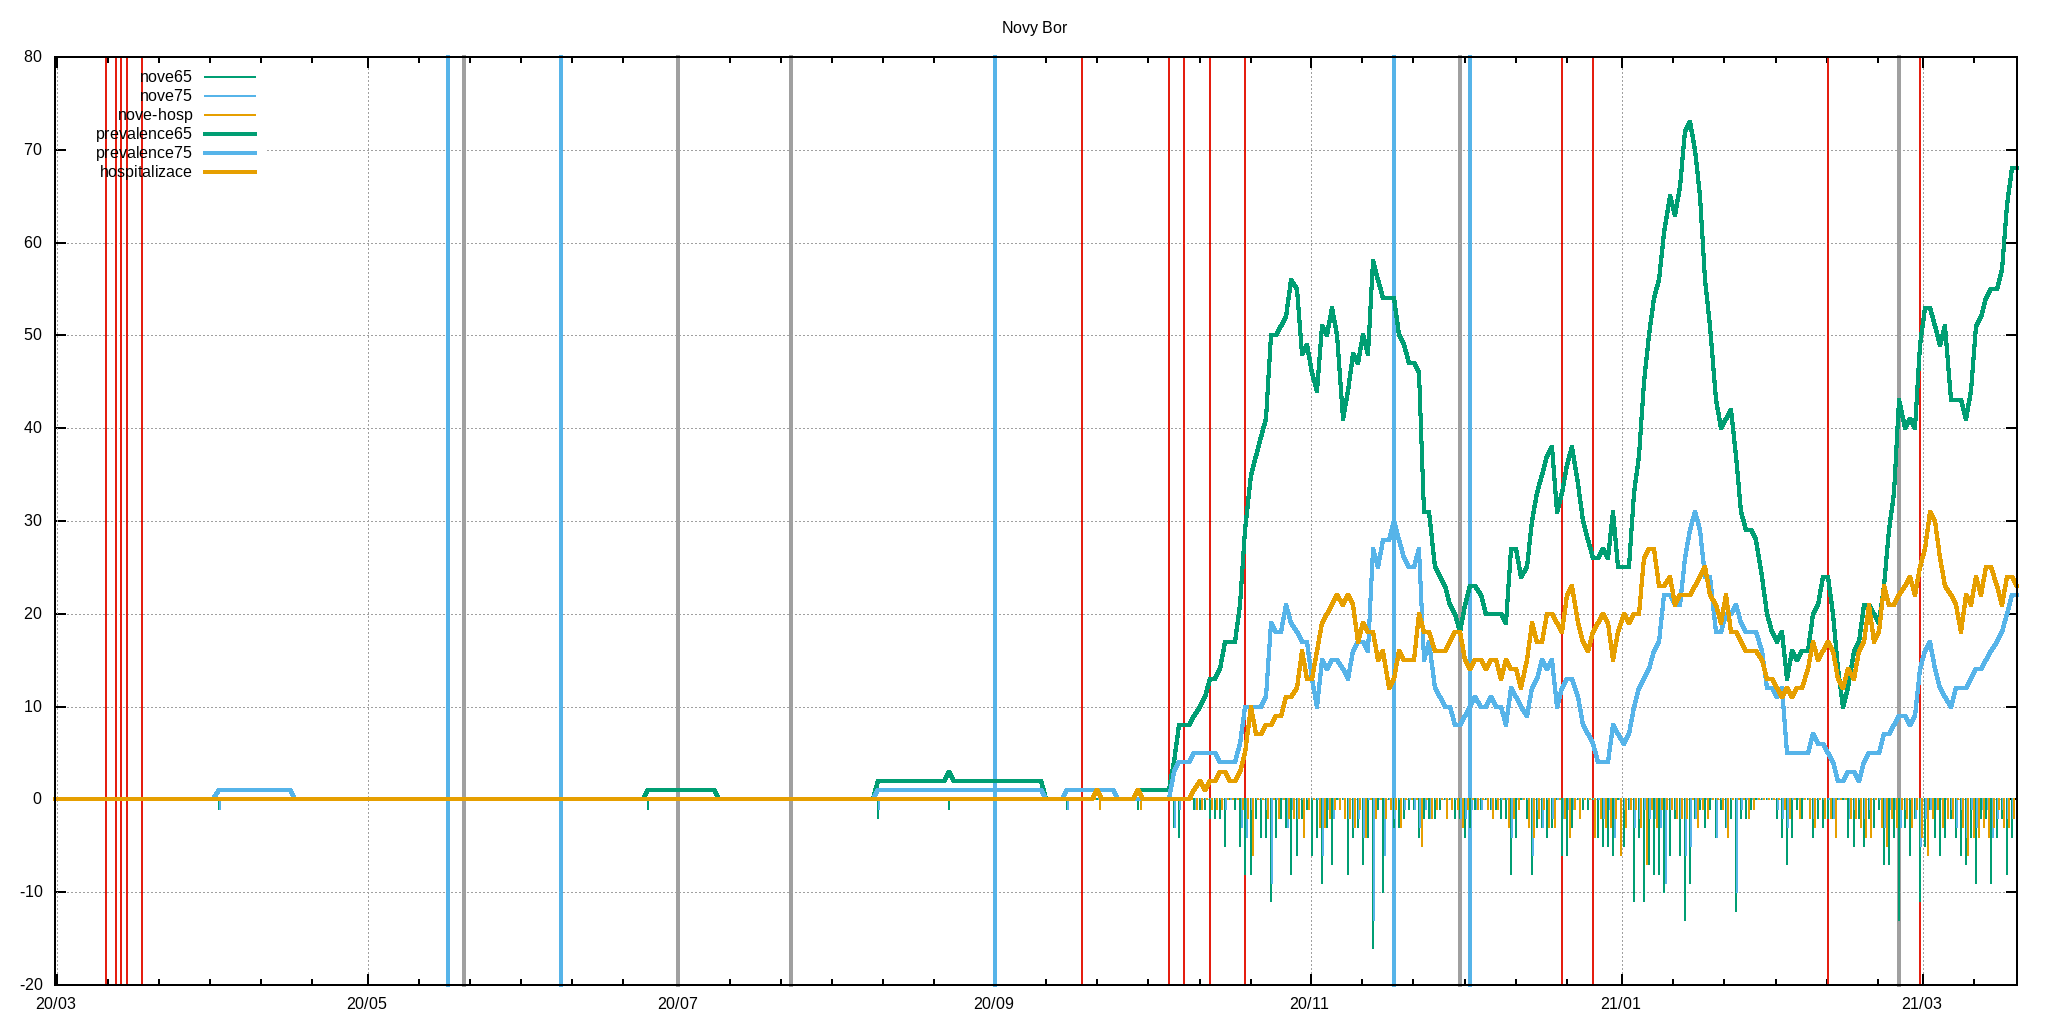 Novy Bor
80
70
60
50
40
30
20
10
0
-10
-20
nove65
nove75
nove-hosp
prevalence65
prevalence75
hospitalizace
20/03 20/05 20/07 20/09 20/11 21/01 21/03